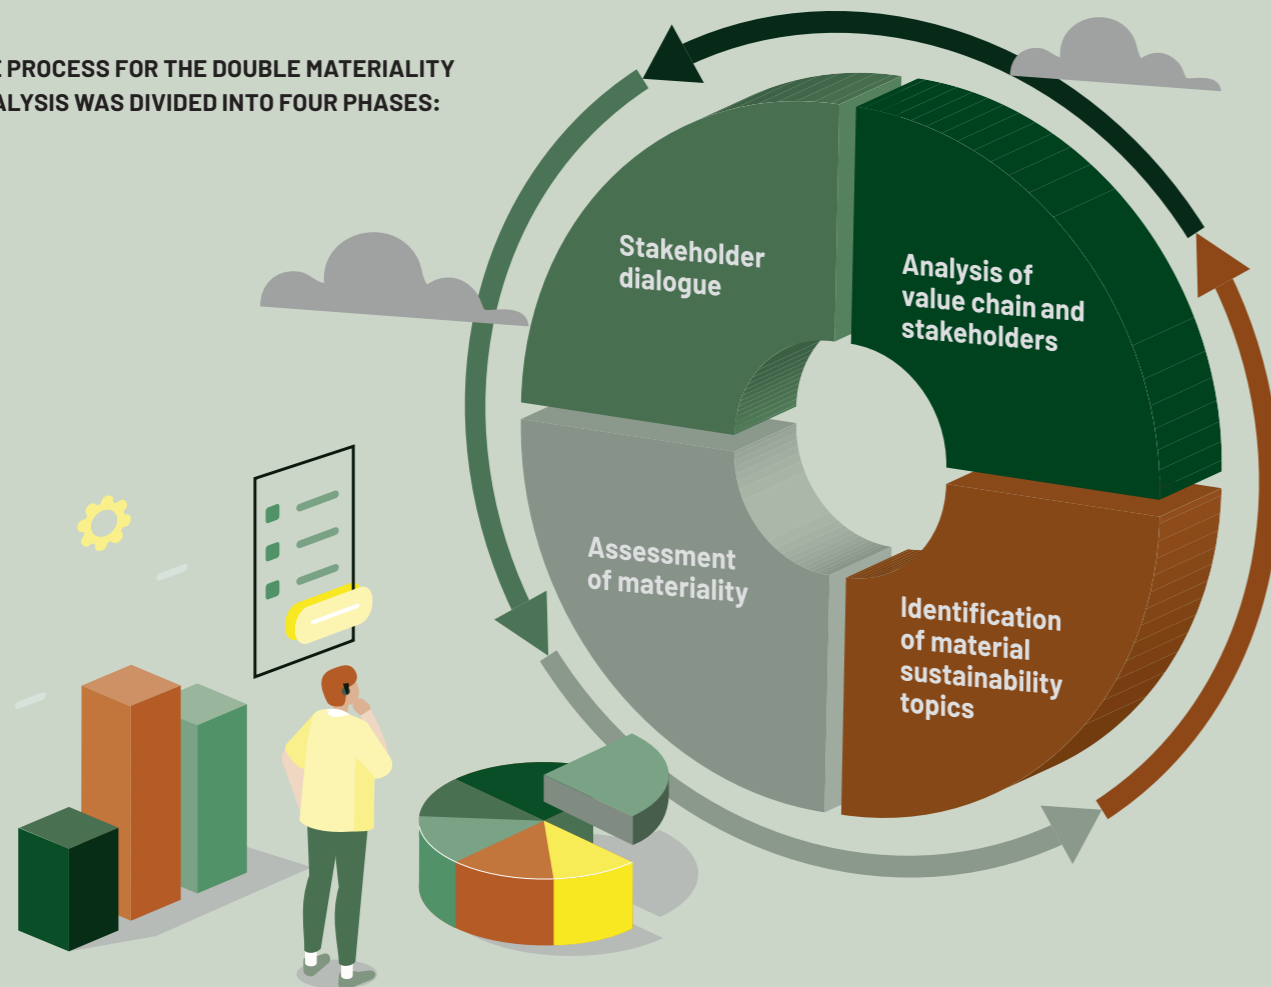 PROCESS FOR THE DOUBLE MATERIALITY
WAS DIVIDED INTO FOUR PHASES:
Stakeholder
dialogue
Analysis of
value chain and
stakeholders
Assessment
of materiality
Identification
of material
sustainability
topics